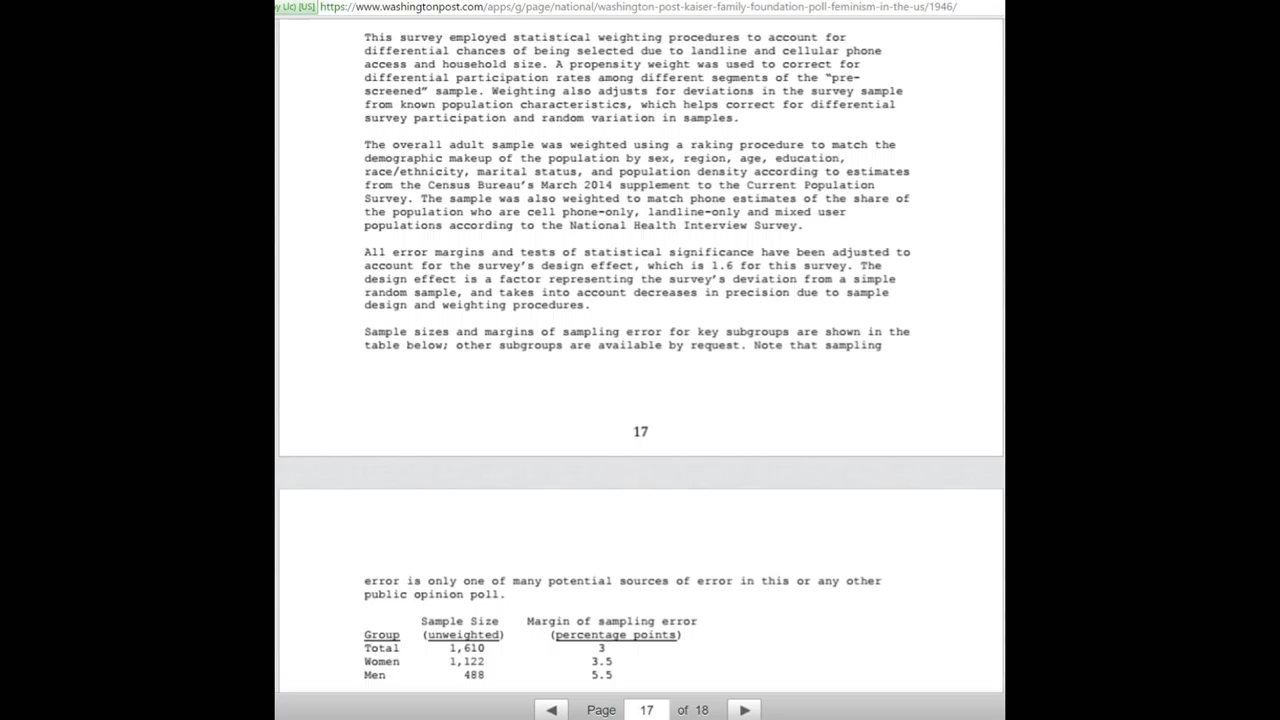 y Llc) [US] https://www.washingtonpost.com/apps/g/page/national/washington-post-kaiser-family-foundation-poll-feminism-in-the-us/1946/
This survey employed statistical weighting procedures to account for
differential chances of being selected due to landline and cellular phone
access and household size. A propensity weight was used to correct for
differential participation rates among different segments of the "pre-
screened" sample. Weighting also adjusts for deviations in the survey sample
from known population characteristics, which helps correct for differential
survey participation and random variation in samples.
The overall adult sample was weighted using a raking procedure to match the
demographic makeup of the population by sex, region, age, education,
race/ethnicity, marital status, and population density according to estimates
from the Census Bureau's March 2014 supplement to the Current Population
Survey. The sample was also weighted to match phone estimates of the share of
the population who are cell phone-only, landline-only and mixed user
populations according to the National Health Interview Survey.
All error margins and tests of statistical significance have been adjusted to
account for the survey's design effect, which is 1.6 for this survey. The
design effect is a factor representing the survey's deviation from a simple
random sample, and takes into account decreases in precision due to sample
design and weighting procedures.
Sample sizes and margins of sampling error for key subgroups are shown in the
table below; other subgroups are available by request. Note that sampling
17
error is only one of many potential sources of error in this or any other
public opinion poll.
Sample Size Margin of sampling error
Group (unweighted) (percentage points)
Total 1,610 3
Women 1,122 3.5
Men 488 5.5
Page 17 of 18